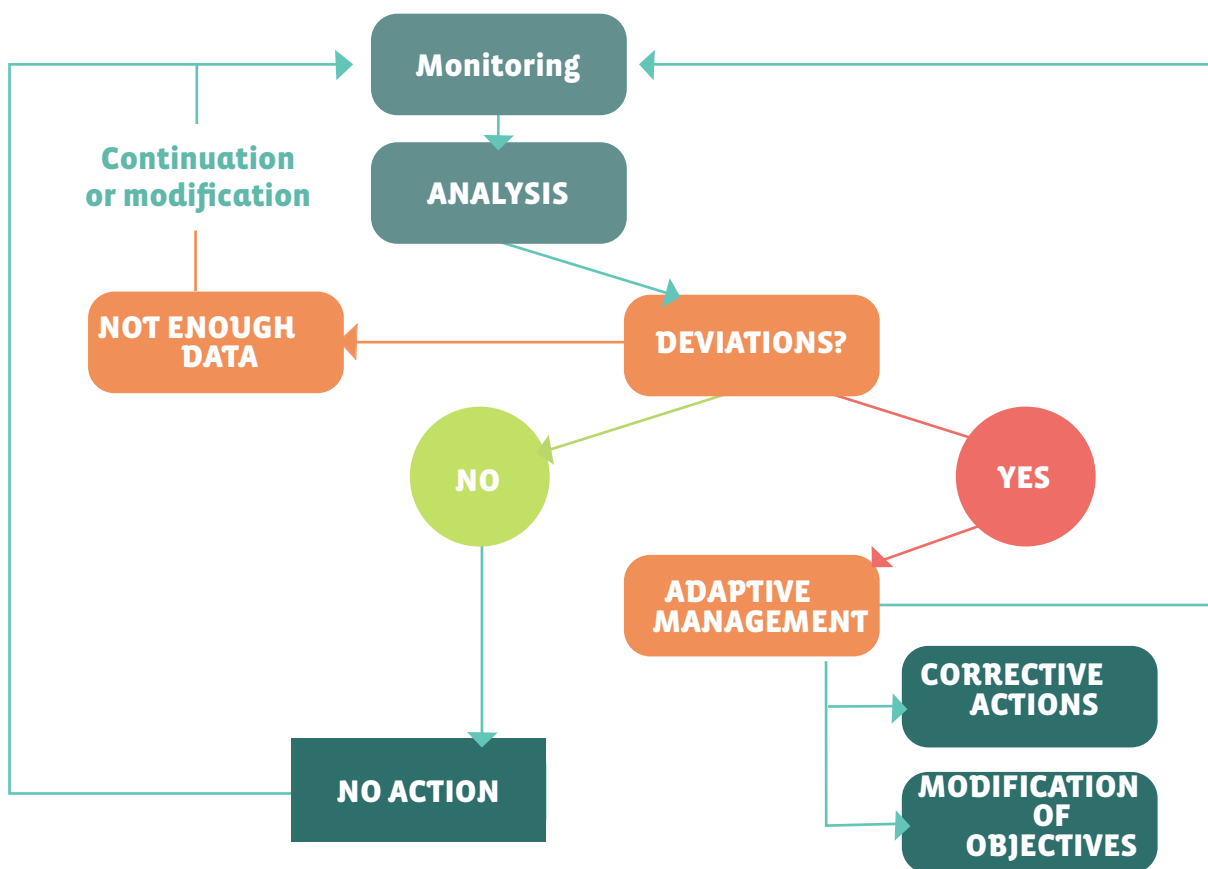 Monitoring
Continuation
or modification
ANALYSIS
NOT ENOUGH
DATA
DEVIATIONS?
NO
YES
ADAPTIVE
MANAGEMENT
CORRECTIVE
ACTIONS
NO ACTION
MODIFICATION
OF
OBJECTIVES